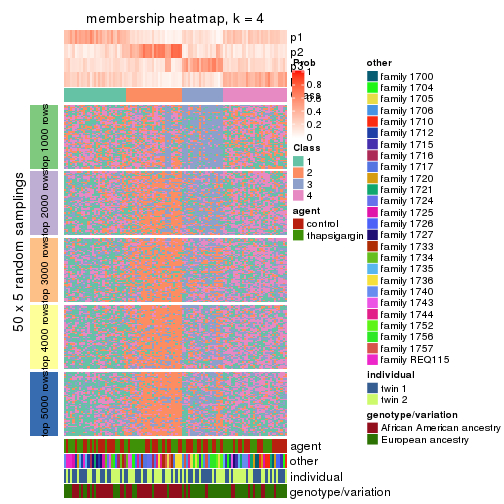 membership heatmap, k = 4
p1
p2
p3
Prob
1
0.8
0.6
0.4
0.2
0
Class
1
2
3
4
agent
control
thapsigargin
50 x 5 random samplings
top 1000 rows
top 2000 rows
top 3000 rows
top 4000 rows
top 5000 rows
agent
other
individual
genotype/variation
other
family 1700
family 1704
family 1705
family 1706
family 1710
family 1712
family 1715
family 1716
family 1717
family 1720
family 1721
family 1724
family 1725
family 1726
family 1727
family 1733
family 1734
family 1735
family 1736
family 1740
family 1743
family 1744
family 1752
family 1756
family 1757
family REQ115
individual
twin 1
twin 2
genotype/variation
African American ancestry
European ancestry